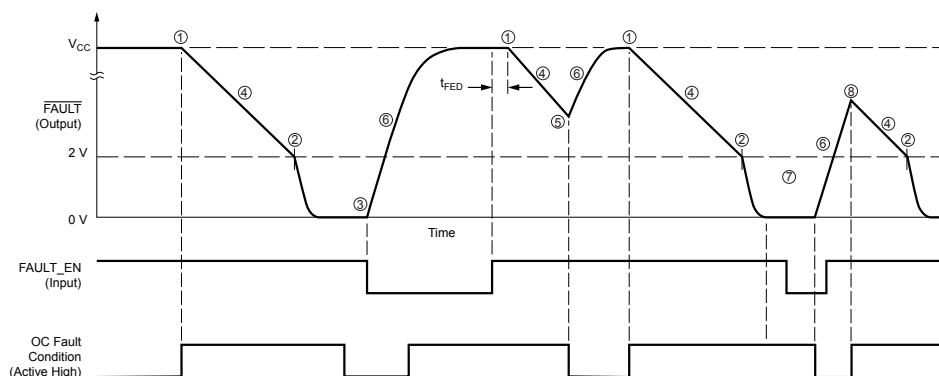 ① ① ①
V_CC
⑧
④ ④ ⑥ ④ ④
t_FED
FAULT
(Output)
⑥ ⑤ ⑥
② ② ②
2 V
⑦
③
0 V
Time
FAULT_EN
(Input)
OC Fault
Condition
(Active High)